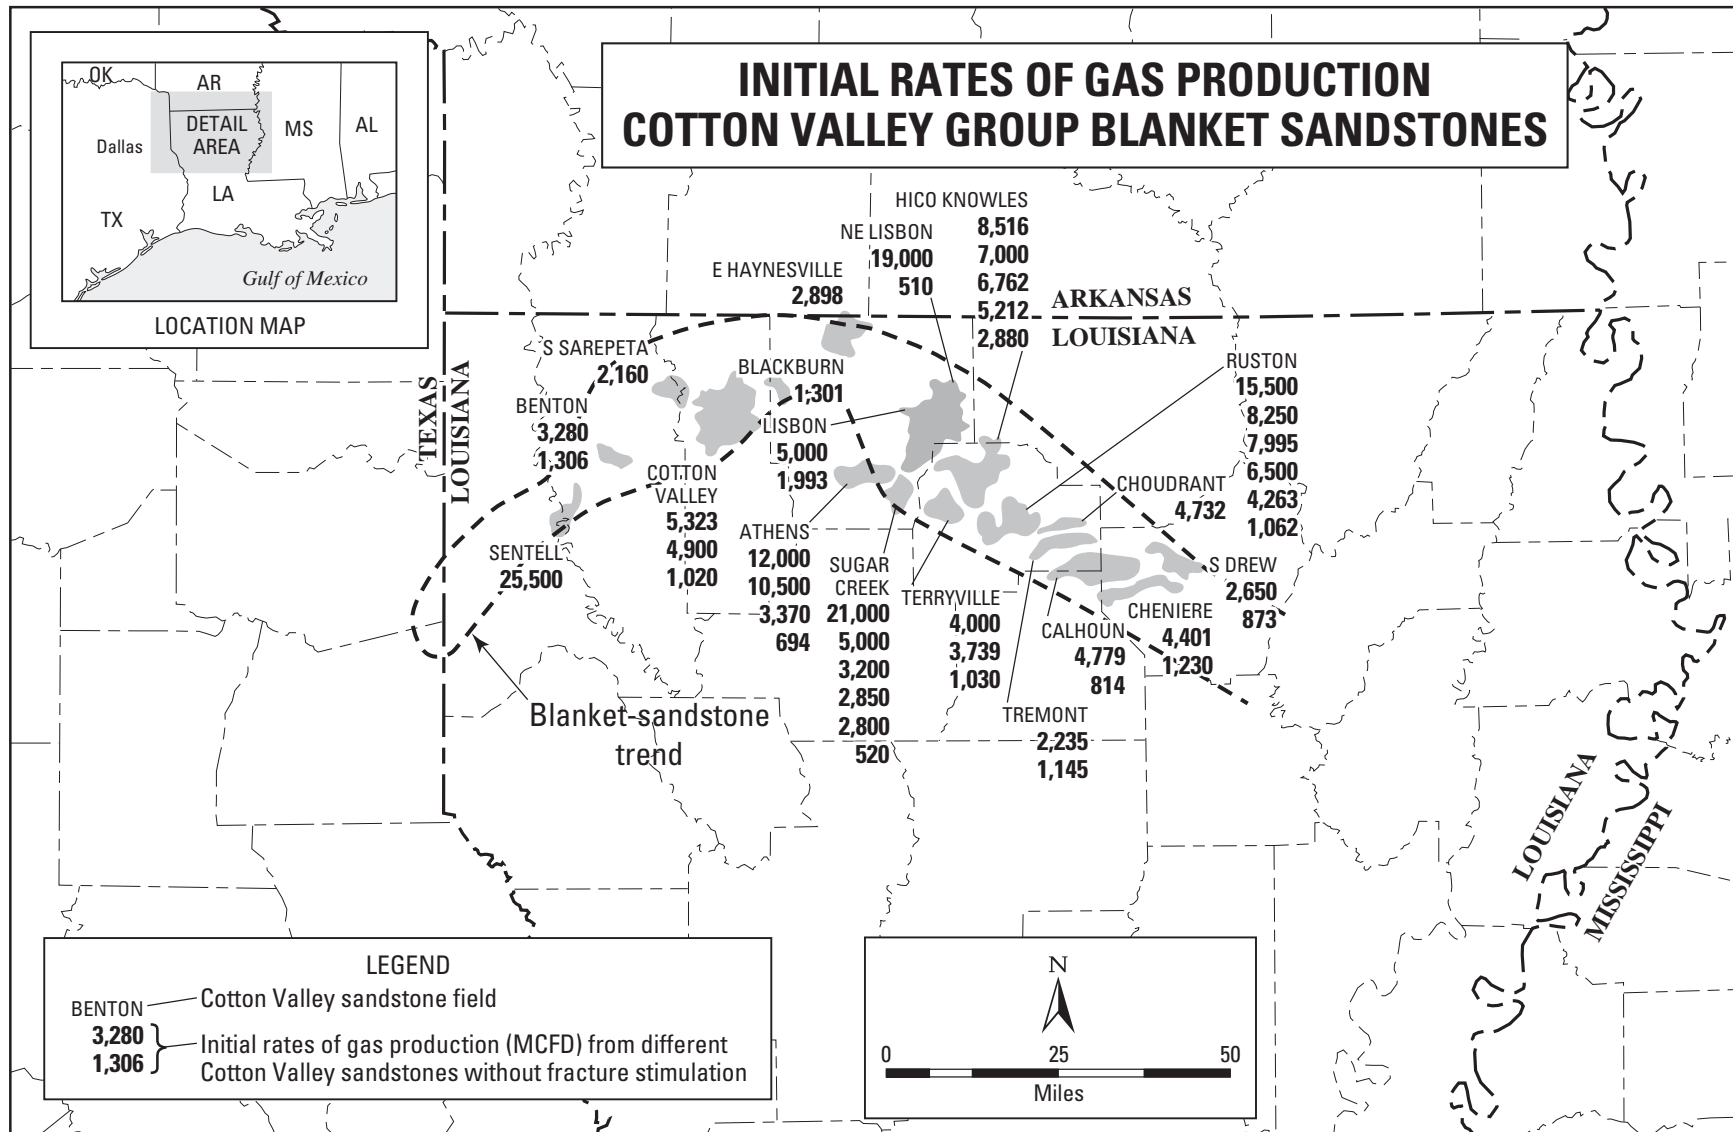 INITIAL RATES OF GAS PRODUCTION
COTTON VALLEY GROUP BLANKET SANDSTONES
OK
AR
DETAIL
AREA
MS
AL
Dallas
LA
TX
Gulf of Mexico
LOCATION MAP
HICO KNOWLES
8,516
7,000
6,762
5,212
2,880
NE LISBON
19,000
510
E HAYNESVILLE
2,898
ARKANSAS
LOUISIANA
S SAREPETA
2,160
BLACKBURN
1,301
RUSTON
15,500
8,250
7,995
6,500
4,263
1,062
TEXAS
LOUISIANA
BENTON
3,280
1,306
LISBON
5,000
1,993
COTTON
VALLEY
5,323
4,900
1,020
CHOUDRANT
4,732
ATHENS
12,000
10,500
3,370
694
SENTELL
25,500
SUGAR
CREEK
21,000
5,000
3,200
2,850
2,800
520
TERRYVILLE
4,000
3,739
1,030
S DREW
2,650
873
CHENIERE
4,401
1,230
CALHOUN
4,779
814
TREMONT
2,235
1,145
Blanket-sandstone
trend
LOUISIANA
MISSISSIPPI
LEGEND
BENTON
3,280
1,306
Cotton Valley sandstone field
Initial rates of gas production (MCFD) from different
Cotton Valley sandstones without fracture stimulation
N
0 25 50
Miles